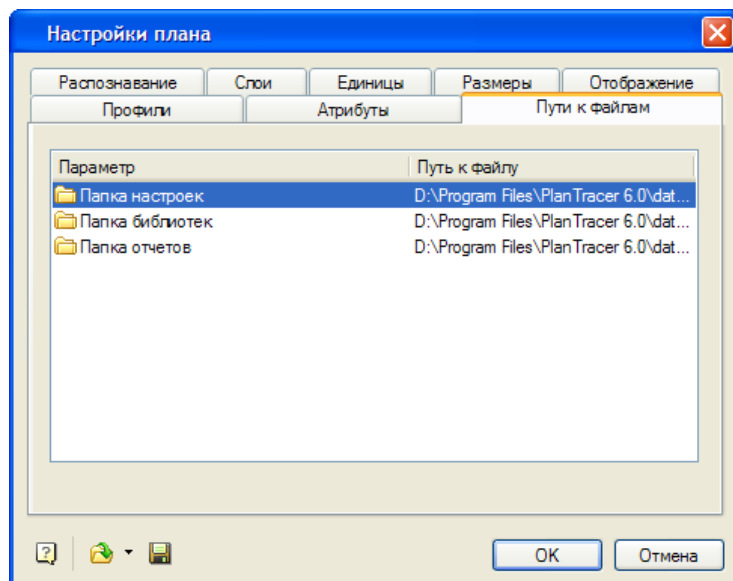 Настройки плана
Распознавание Слои Единицы Размеры Отображение
Профили Атрибуты Пути к файлам
Параметр Путь к файлу
Папка настроек D:\Program Files\PlanTracer 6.0\dat...
Папка библиотек D:\Program Files\PlanTracer 6.0\dat...
Папка отчетов D:\Program Files\PlanTracer 6.0\dat...
? OK Отмена